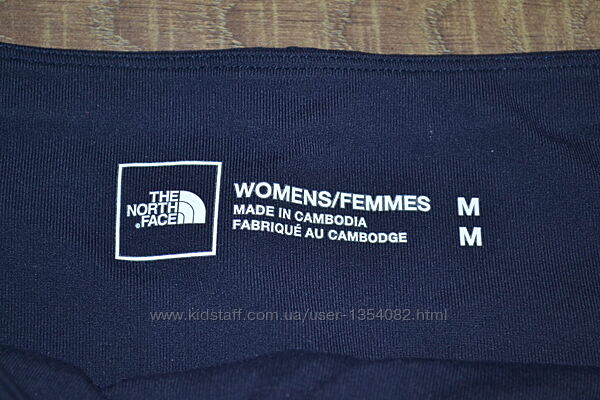 THE
NORTH
FACE
WOMENS/FEMMES M
MADE IN CAMBODIA
FABRIQUÉ AU CAMBODGE M
www.kidstaff.com.ua/user-1354082.html